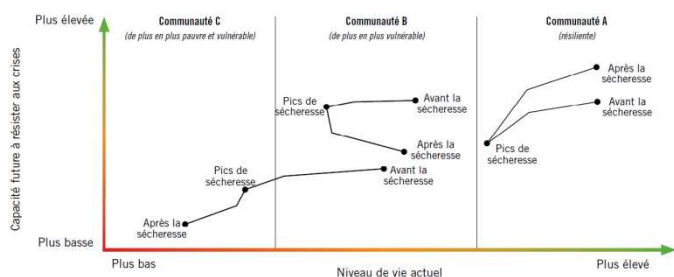 Communauté C
(de plus en plus pauvre et vulnérable)
Communauté B
(de plus en plus vulnérable)
Communauté A
(résiliente)
Plus élevée
Capacité future à résister aux crises
Plus basse
Après la
sécheresse
Pics de
sécheresse
Avant la
sécheresse
Pics de
sécheresse
Avant la
sécheresse
Après la
sécheresse
Pics de
sécheresse
Après la
sécheresse
Avant la
sécheresse
Plus bas
Niveau de vie actuel
Plus élevé